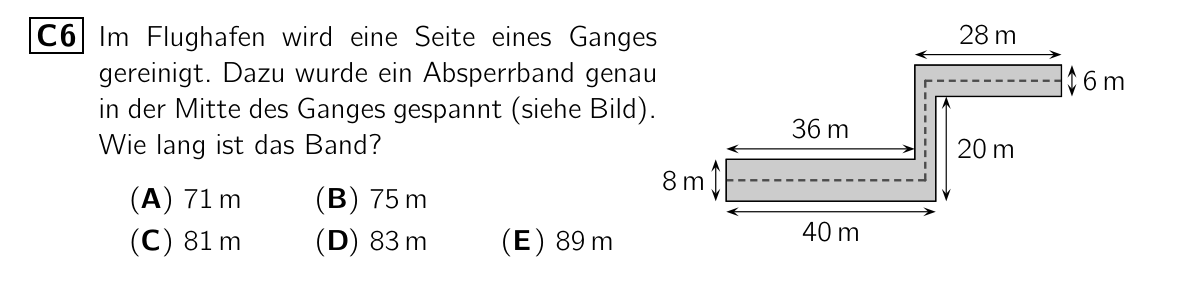 C6 Im Flughafen wird eine Seite eines Ganges
gereinigt. Dazu wurde ein Absperrband genau
in der Mitte des Ganges gespannt (siehe Bild).
Wie lang ist das Band?
(A) 71 m (B) 75 m
(C) 81 m (D) 83 m (E) 89 m
28 m
6 m
36 m
20 m
8 m
40 m